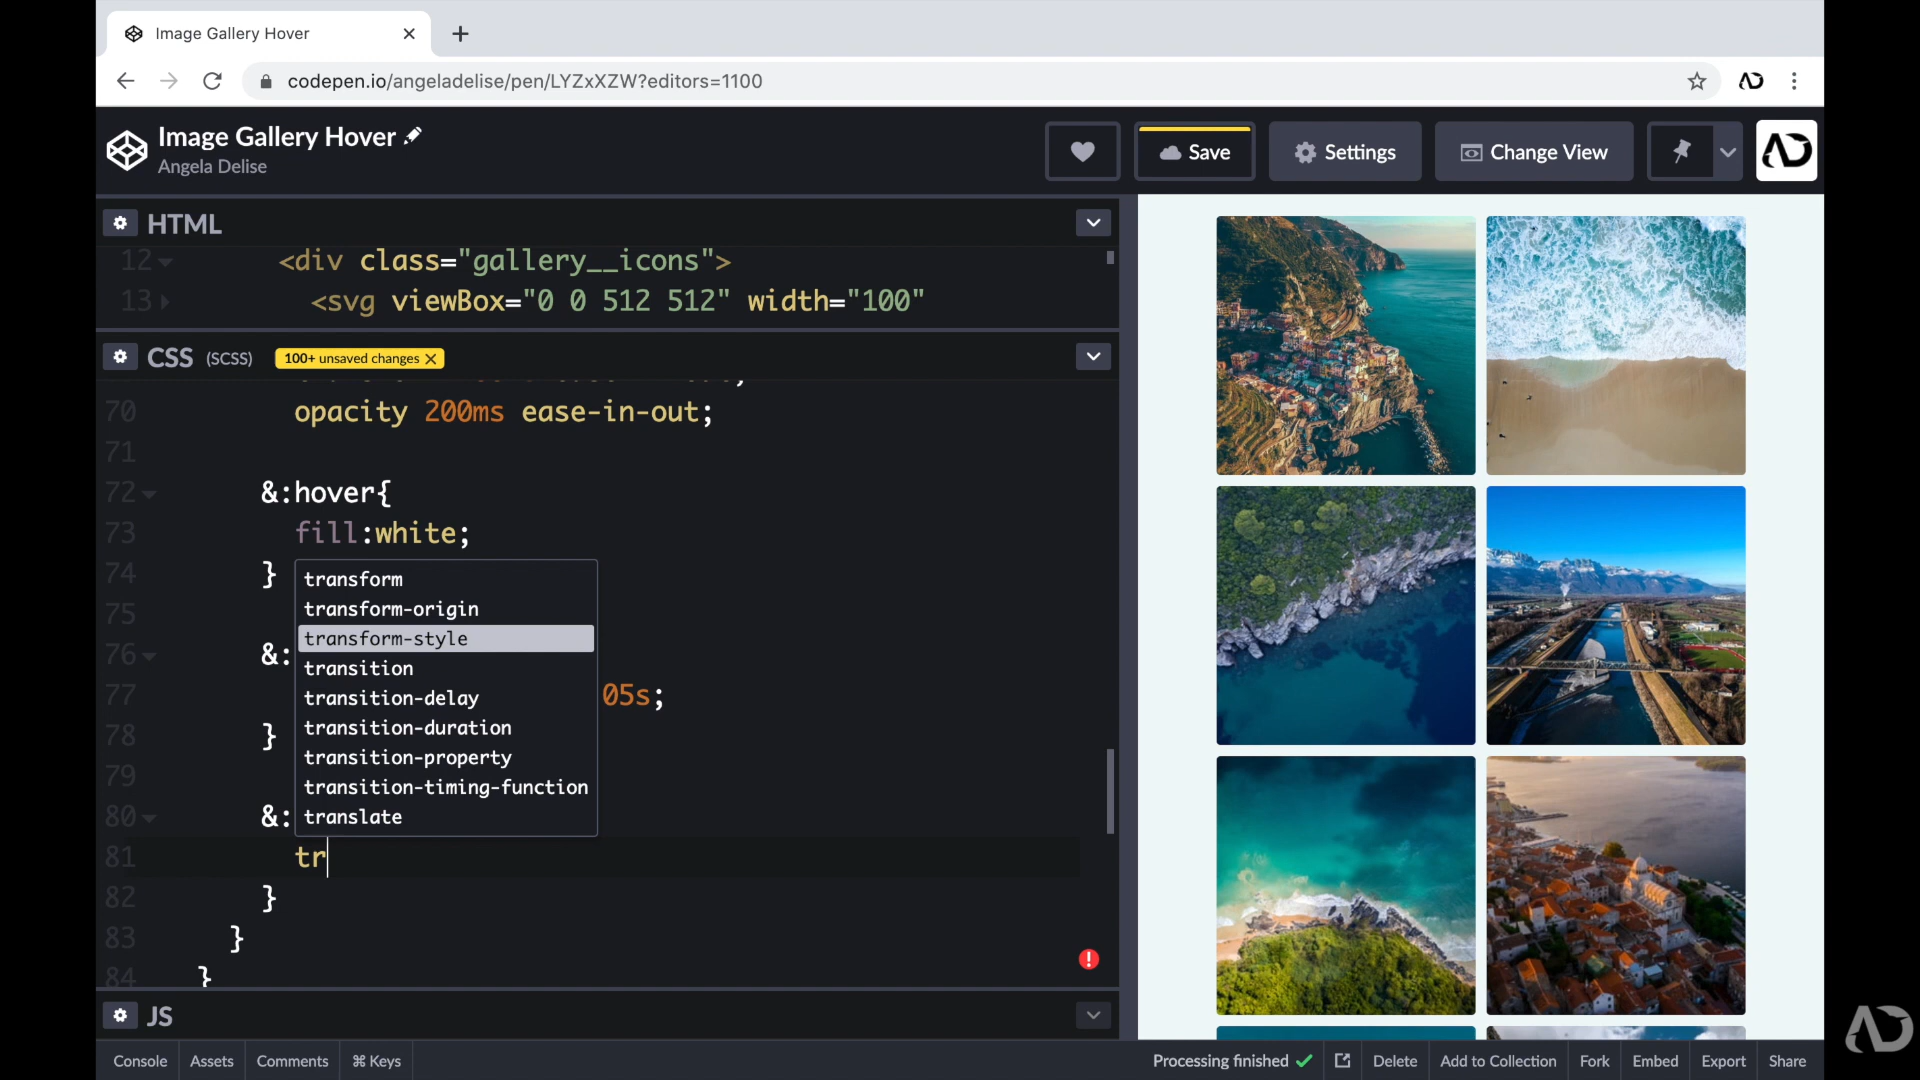 Image Gallery Hover
codepen.io/angeladelise/pen/LYZxXZW?editors=1100
Image Gallery Hover
Angela Delise
Save
Settings
Change View
HTML
12 <div class="gallery__icons">
13 <svg viewBox="0 0 512 512" width="100"
CSS (SCSS) 100+ unsaved changes
70 opacity 200ms ease-in-out;
71
72 &:hover{
73 fill:white;
74 }
75
76 &:
77 05s;
78 }
79
80 &:
81 tr
82 }
83 }
84 }
transform
transform-origin
transform-style
transition
transition-delay
transition-duration
transition-property
transition-timing-function
translate
JS
Console Assets Comments ⌘ Keys
Processing finished Delete Add to Collection Fork Embed Export Share